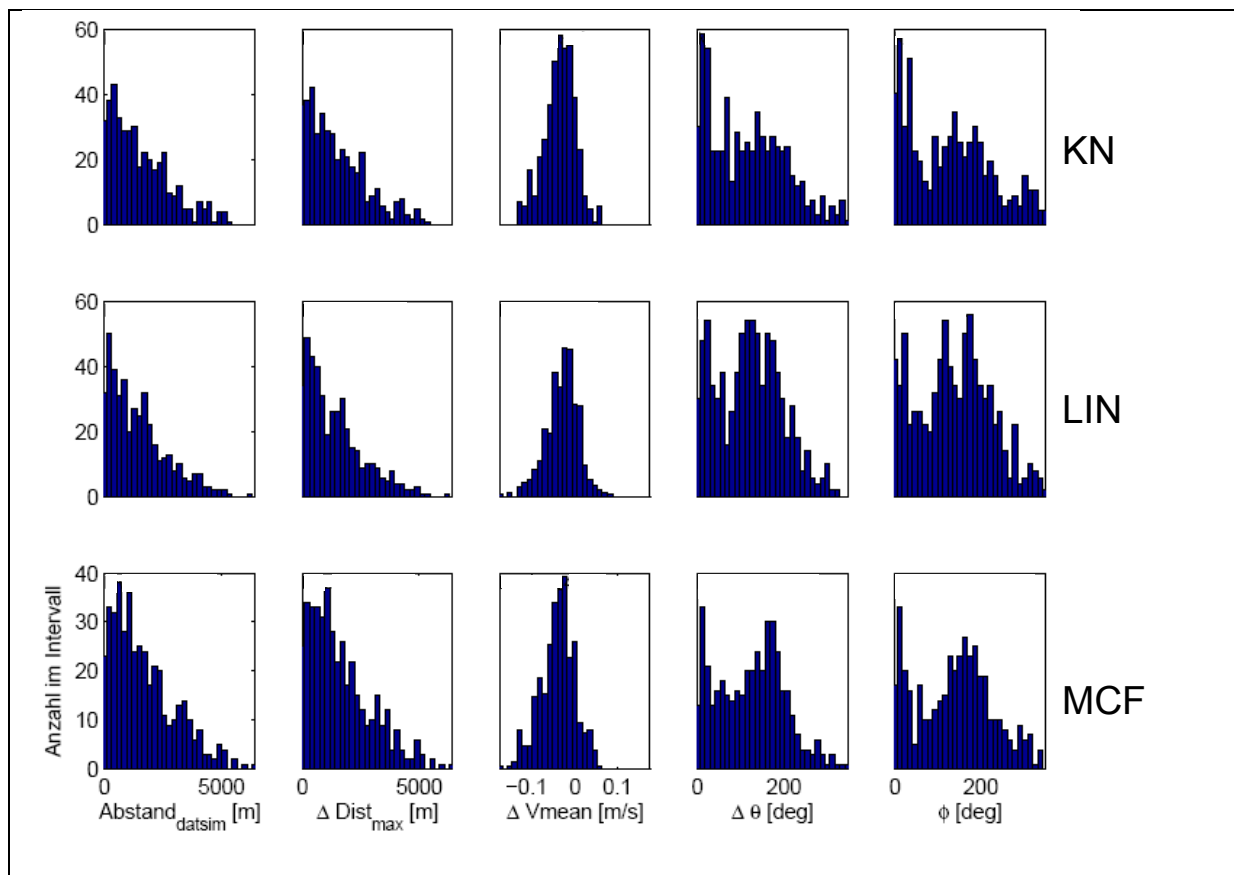 60
40
20
0
KN
60
40
20
0
LIN
40
30
20
10
0
Anzahl im Intervall
MCF
0 5000
0 5000
−0.1 0 0.1
0 200
0 200
Abstand_datsim [m]
Δ Dist_max [m]
Δ Vmean [m/s]
Δ θ [deg]
ϕ [deg]